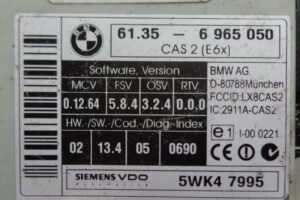 BMW
61.35 - 6 965 050
CAS 2 (E6x)
Software, Version
MCV FSV OSV RTV
0.12.64 5.8.4 3.2.4 0.0.0
HW.-/SW.-/Cod.-/Diag.-Index
02 13.4 05 0690
BMW AG
D-80788München
FCCID:LX8CAS2
IC:2911A-CAS2
e1 I-00 0221
SIEMENS VDO
Automotive
5WK4 7995